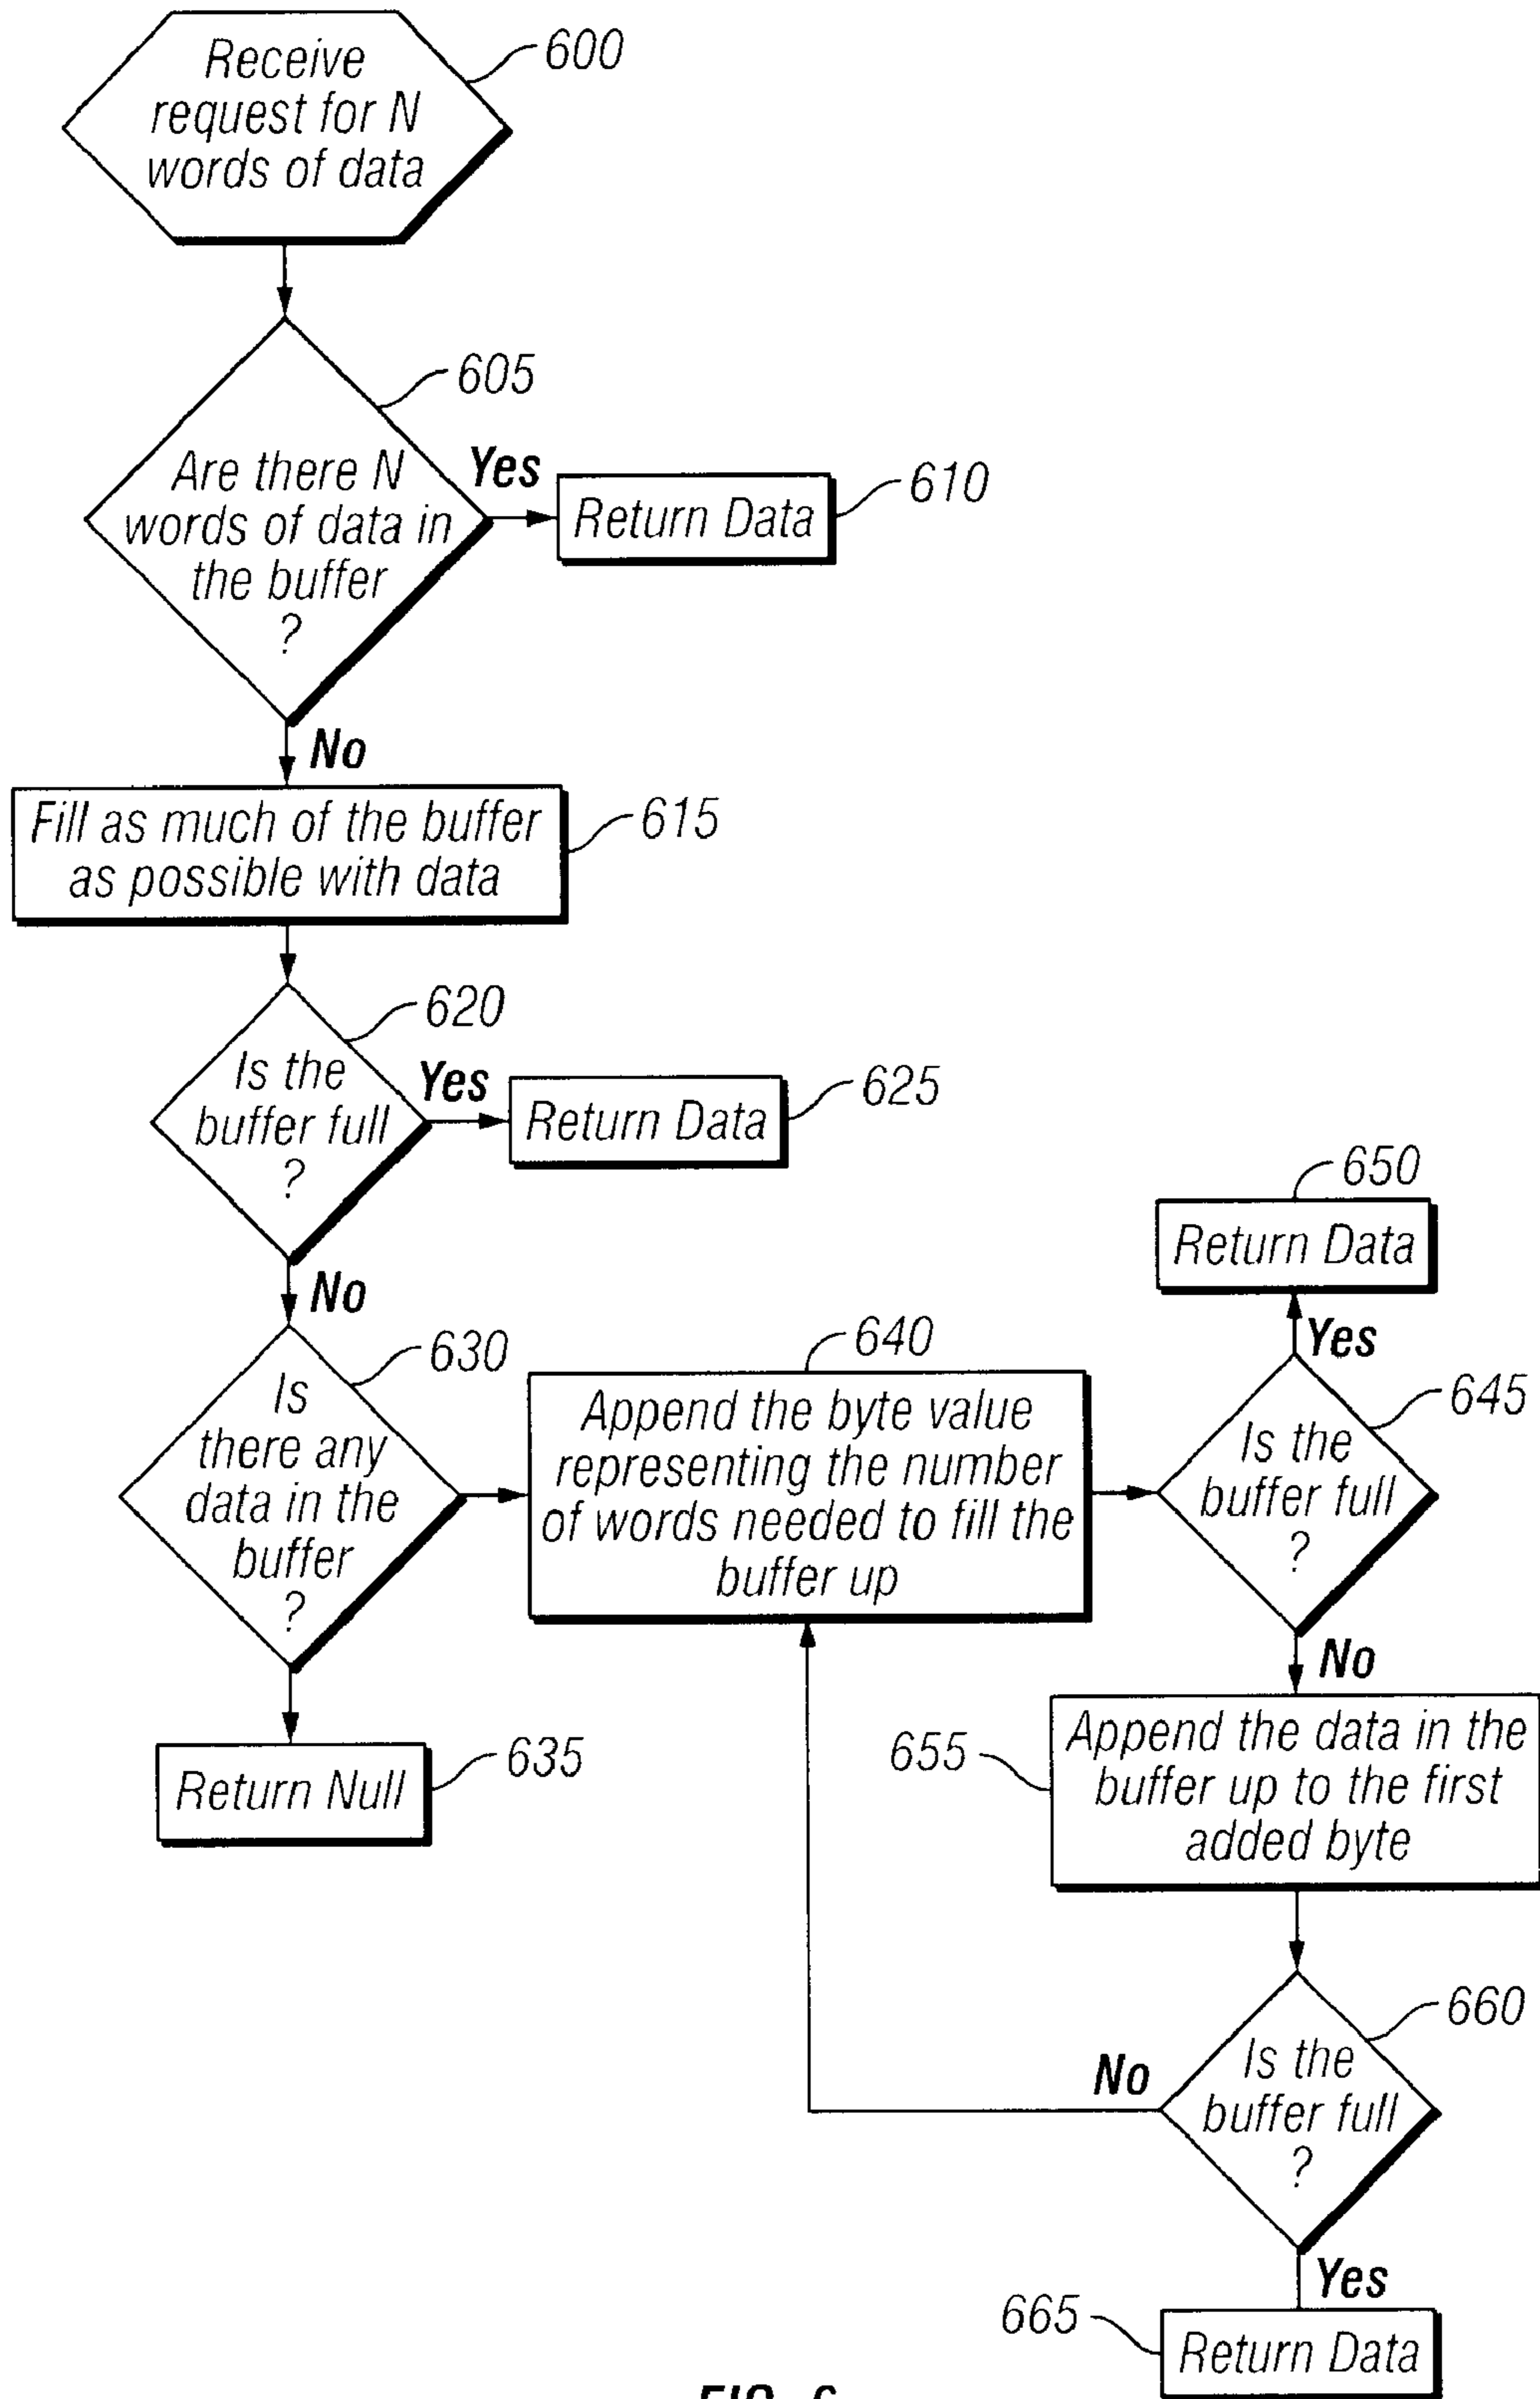 Receive
request for N
words of data
600
605
Are there N
words of data in
the buffer
?
Yes
Return Data
610
No
Fill as much of the buffer
as possible with data
615
620
Is the
buffer full
?
Yes
Return Data
625
No
630
Is
there any
data in the
buffer
?
Return Null
635
640
Append the byte value
representing the number
of words needed to fill the
buffer up
650
Return Data
Yes
645
Is the
buffer full
?
No
655
Append the data in the
buffer up to the first
added byte
660
Is the
buffer full
?
No
Yes
665
Return Data
FIG. 6